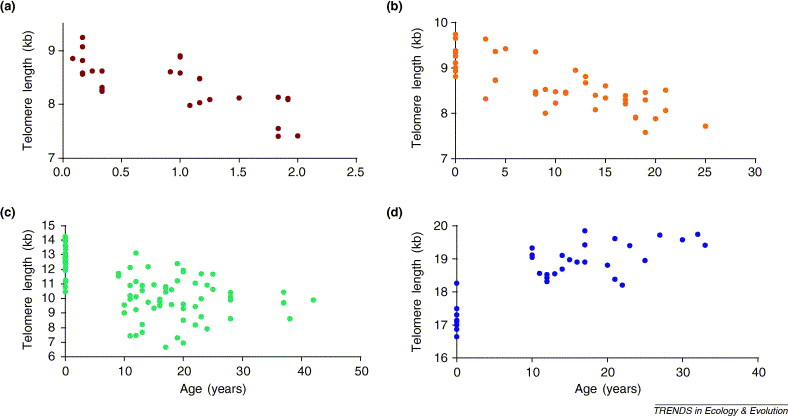 (a)
Telomere length (kb)
9
8
7
0.0 0.5 1.0 1.5 2.0 2.5
(b)
Telomere length (kb)
10
9
8
7
0 5 10 15 20 25 30
(c)
Telomere length (kb)
15
14
13
12
11
10
9
8
7
6
0 10 20 30 40 50
Age (years)
(d)
Telomere length (kb)
20
19
18
17
16
0 10 20 30 40
Age (years)
TRENDS in Ecology & Evolution